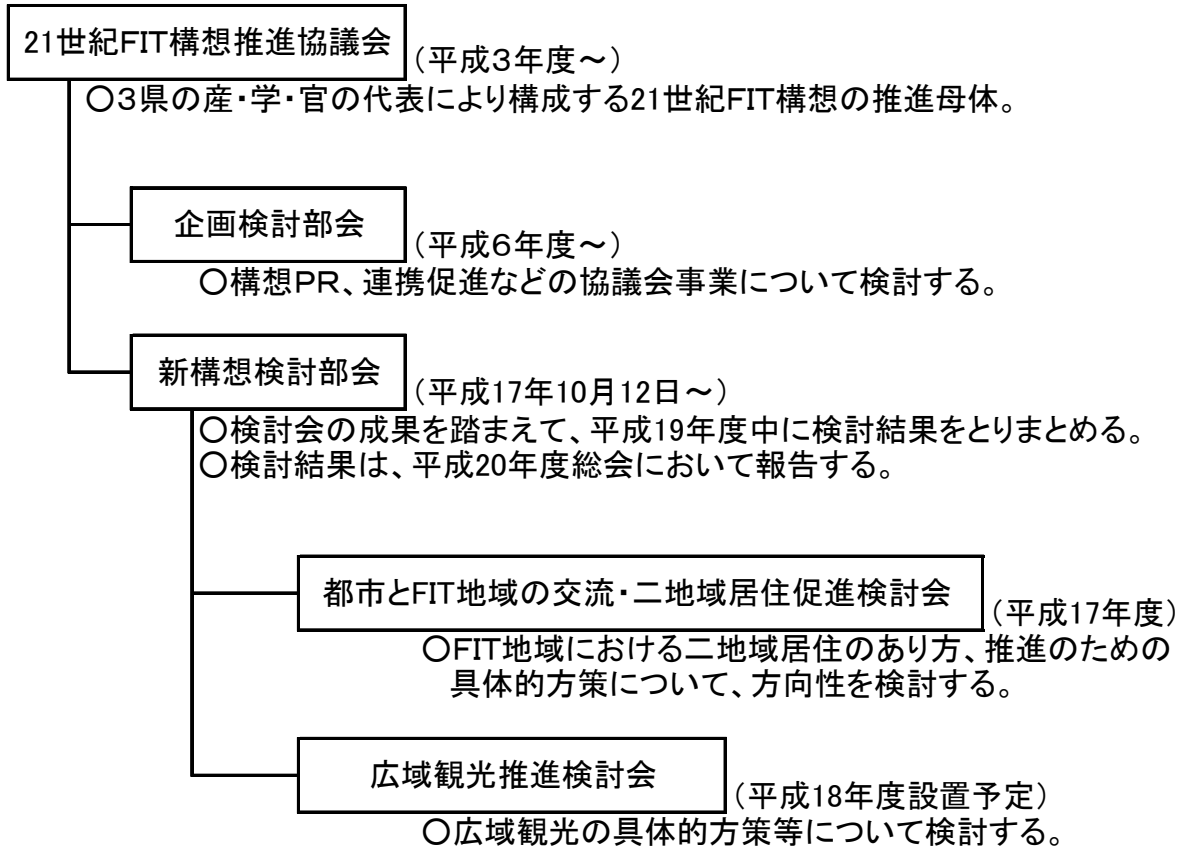 21世紀FIT構想推進協議会
（平成３年度～）
○３県の産・学・官の代表により構成する21世紀FIT構想の推進母体。
企画検討部会
（平成６年度～）
○構想ＰＲ、連携促進などの協議会事業について検討する。
新構想検討部会
（平成17年10月12日～）
○検討会の成果を踏まえて、平成19年度中に検討結果をとりまとめる。
○検討結果は、平成20年度総会において報告する。
都市とFIT地域の交流・二地域居住促進検討会
（平成17年度）
○FIT地域における二地域居住のあり方、推進のための
具体的方策について、方向性を検討する。
広域観光推進検討会
（平成18年度設置予定）
○広域観光の具体的方策等について検討する。